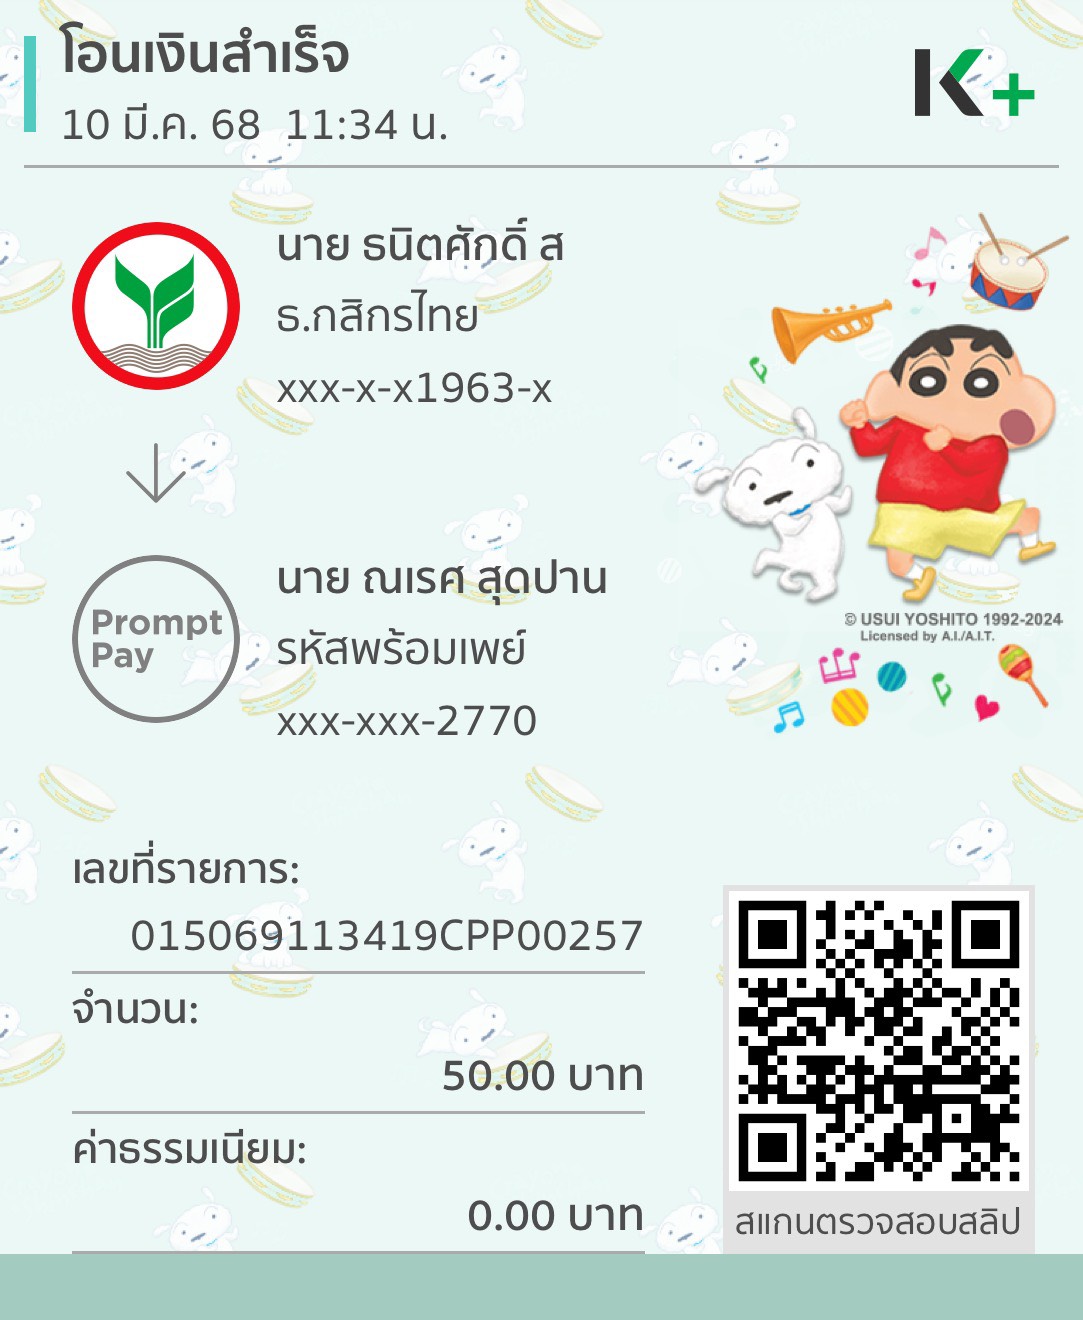 โอนเงินสำเร็จ
10 มี.ค. 68 11:34 น.
K+
นาย ธนิตศักดิ์ ส
ธ.กสิกรไทย
xxx-x-x1963-x
Prompt
Pay
นาย ณเรศ สุดปาน
รหัสพร้อมเพย์
xxx-xxx-2770
© USUI YOSHITO 1992-2024
Licensed by A.I./A.I.T.
เลขที่รายการ:
015069113419CPP00257
จำนวน:
50.00 บาท
ค่าธรรมเนียม:
0.00 บาท
สแกนตรวจสอบสลิป